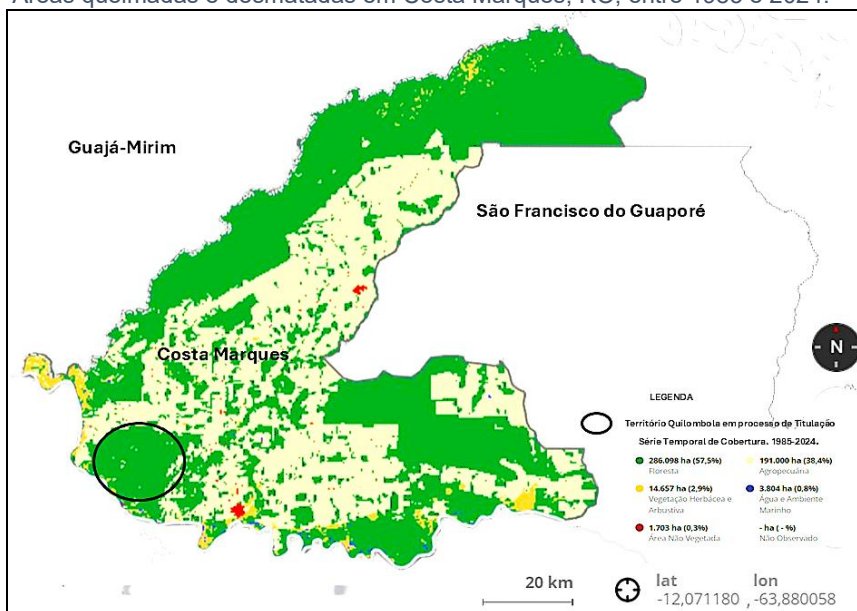 Áreas queimadas e desmatadas em Costa Marques, RO, entre 1985 e 2024.
Guajá-Mirim
São Francisco do Guaporé
Costa Marques
N
LEGENDA
Território Quilombola em processo de Titulação
Série Temporal de Cobertura. 1985-2024.
286.098 ha (57,5%)
Floresta
191.000 ha (38,4%)
Agropecuária
14.657 ha (2,9%)
Vegetação Herbácea e
Arbustiva
3.804 ha (0,8%)
Água e Ambiente
Marinho
1.703 ha (0,3%)
Área Não Vegetada
- ha ( - %)
Não Observado
20 km
lat lon
-12,071180 , -63,880058